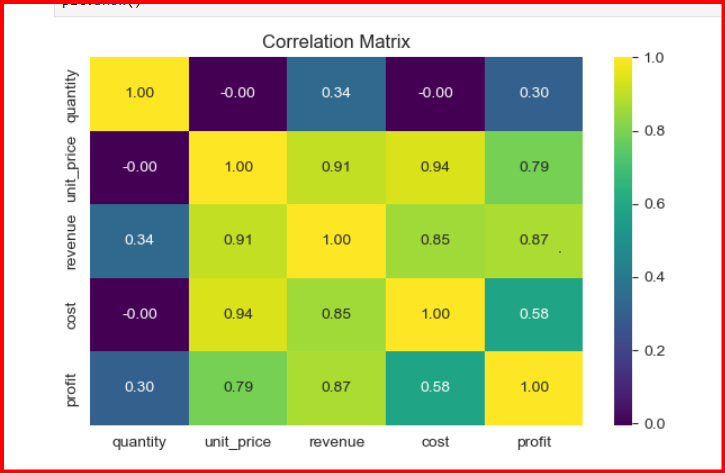 plt.show()
Correlation Matrix
quantity 1.00 -0.00 0.34 -0.00 0.30
unit_price -0.00 1.00 0.91 0.94 0.79
revenue 0.34 0.91 1.00 0.85 0.87
cost -0.00 0.94 0.85 1.00 0.58
profit 0.30 0.79 0.87 0.58 1.00
quantity unit_price revenue cost profit
1.0
0.8
0.6
0.4
0.2
0.0